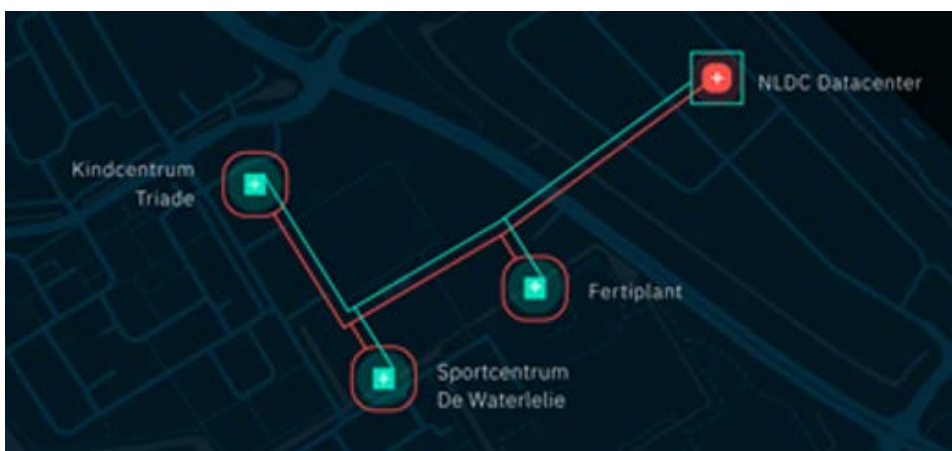 NLDC Datacenter
Kindcentrum
Triade
Fertiplant
Sportcentrum
De Waterlelie